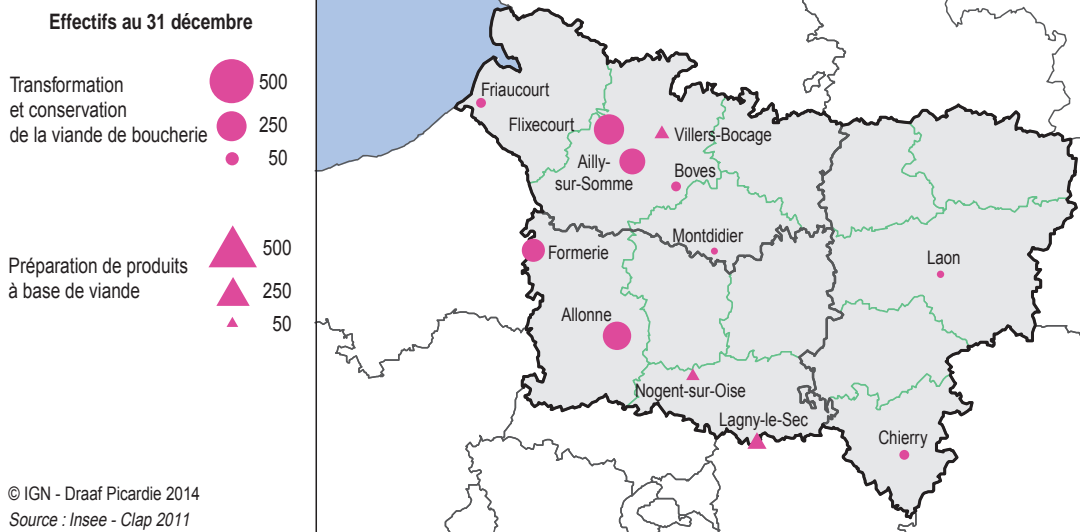 Effectifs au 31 décembre
Transformation
et conservation
de la viande de boucherie
500
250
50
Préparation de produits
à base de viande
500
250
50
© IGN - Draaf Picardie 2014
Source : Insee - Clap 2011
Friaucourt
Flixecourt
Villers-Bocage
Ailly-
sur-Somme
Boves
Montdidier
Formerie
Laon
Allonne
Nogent-sur-Oise
Lagny-le-Sec
Chierry